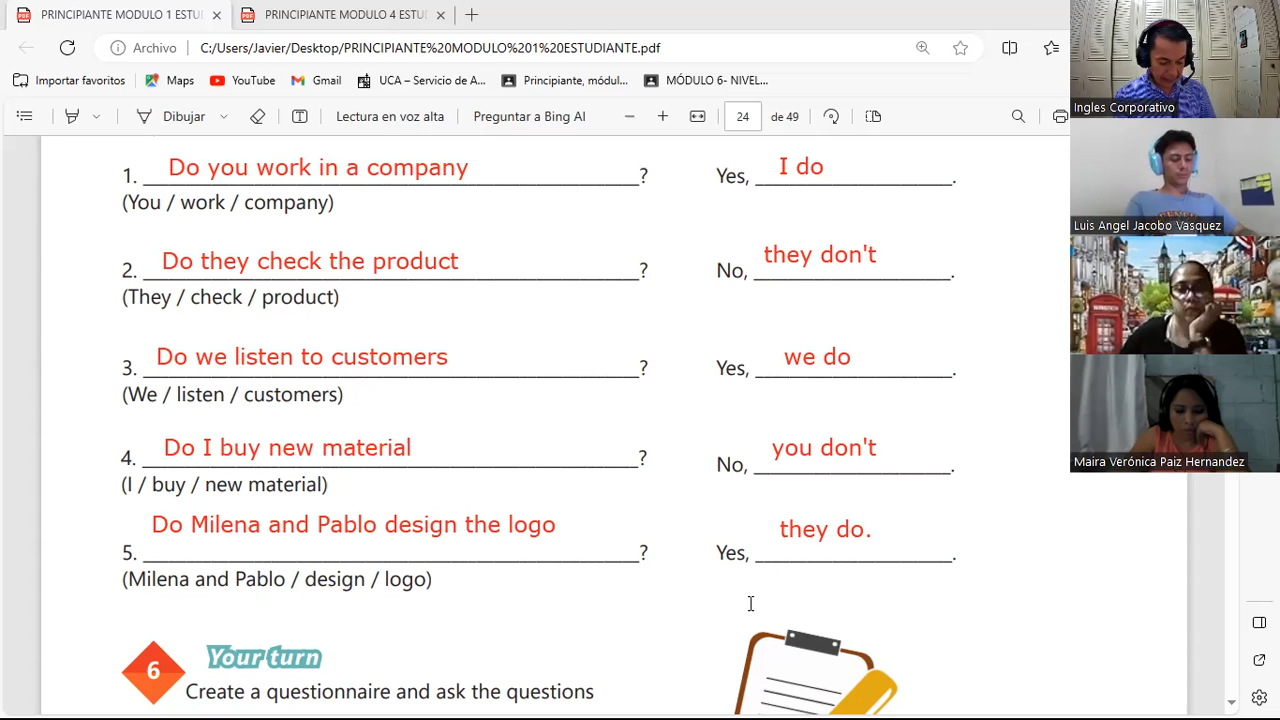 PRINCIPIANTE MODULO 1 ESTUD
PRINCIPIANTE MODULO 4 ESTUD
Archivo C:/Users/Javier/Desktop/PRINCIPIANTE%20MODULO%201%20ESTUDIANTE.pdf
Importar favoritos Maps YouTube Gmail UCA – Servicio... Principiante, módul... MÓDULO 6- NIVEL...
Dibujar Lectura en voz alta Preguntar a Bing AI 24 de 49
1. Do you work in a company ? Yes, I do .
(You / work / company)
2. Do they check the product ? No, they don't .
(They / check / product)
3. Do we listen to customers ? Yes, we do .
(We / listen / customers)
4. Do I buy new material ? No, you don't .
(I / buy / new material)
5. Do Milena and Pablo design the logo ? Yes, they do. .
(Milena and Pablo / design / logo)
6 Your turn
Create a questionnaire and ask the questions
Ingles Corporativo
Luis Angel Jacobo Vasquez
Maira Verónica Paiz Hernandez